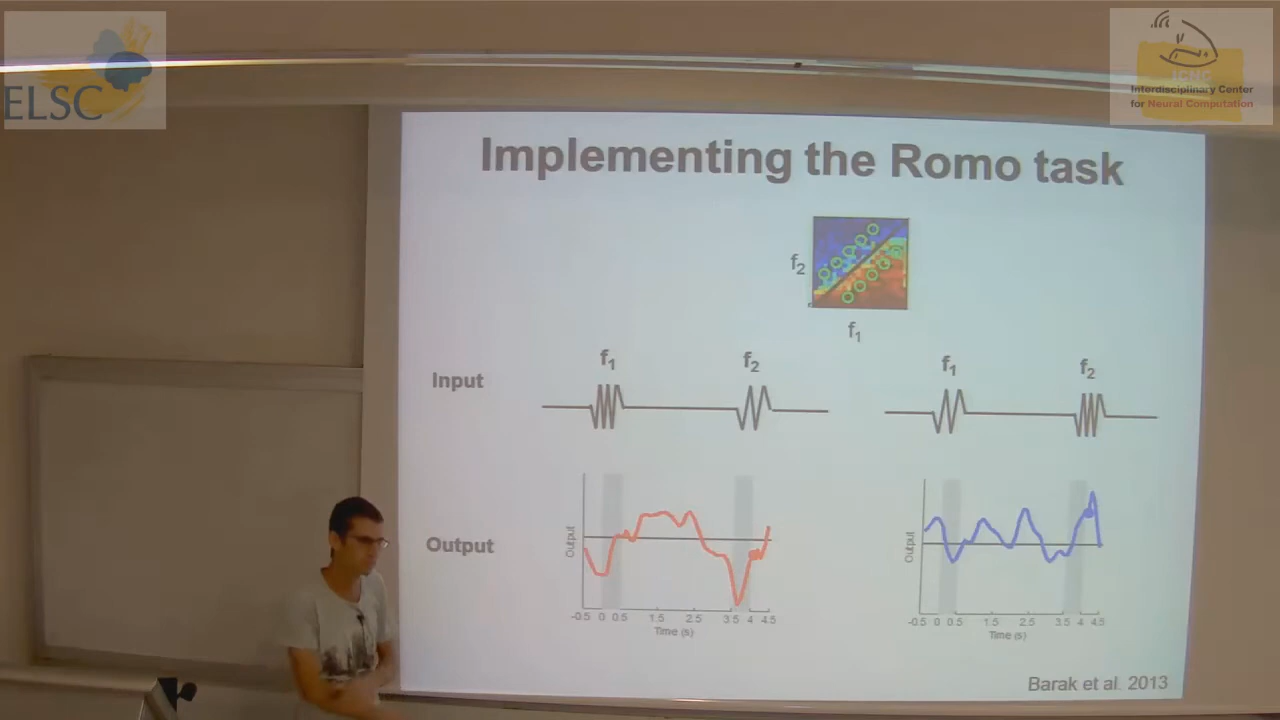 ELSC
ICNC
Interdisciplinary Center
for Neural Computation
Implementing the Romo task
f2
f1
Input
f1
f2
f1
f2
Output
Output
-0.5 0 0.5 1.5 2.5 3.5 4 4.5
Time (s)
Output
-0.5 0 0.5 1.5 2.5 3.5 4 4.5
Time (s)
Barak et al. 2013